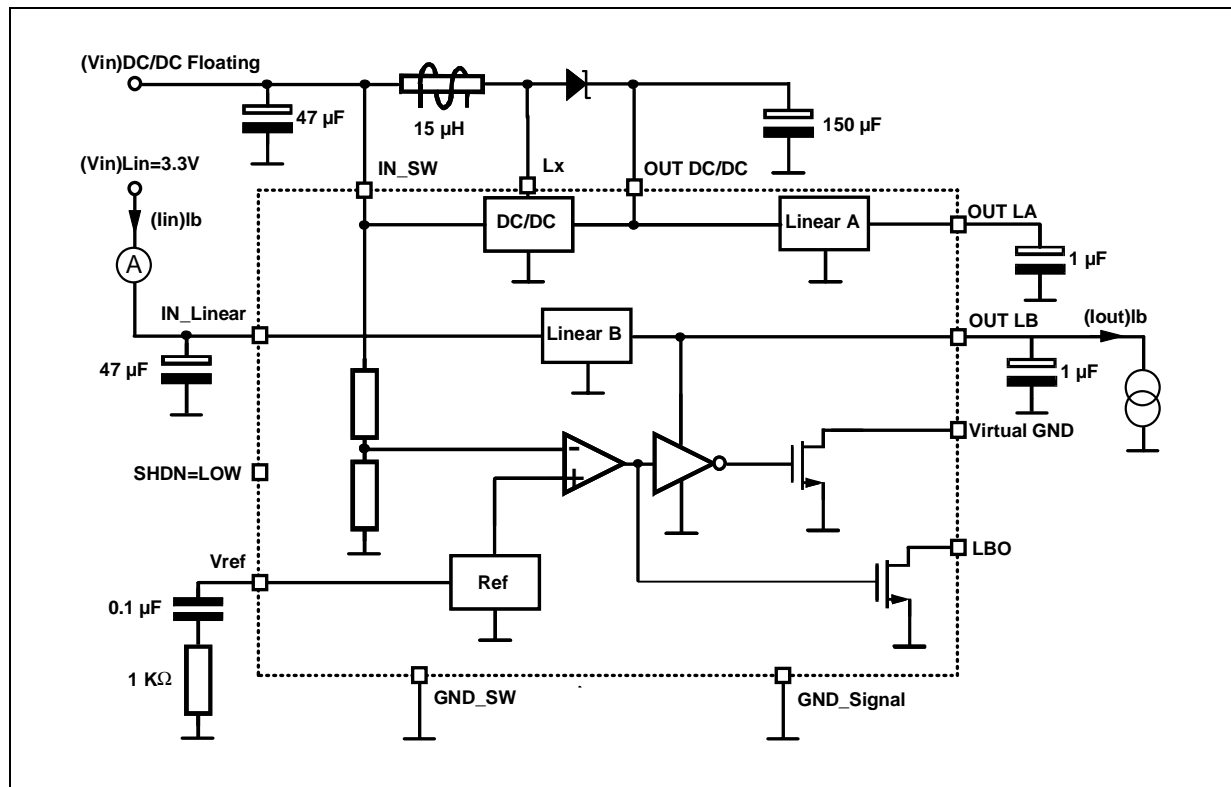 (Vin)DC/DC Floating
47 µF
15 µH
150 µF
(Vin)Lin=3.3V
IN_SW
Lx
OUT DC/DC
(Iin)lb
DC/DC
Linear A
OUT LA
A
1 µF
IN_Linear
Linear B
OUT LB
(Iout)lb
47 µF
1 µF
Virtual GND
-
+
SHDN=LOW
LBO
Vref
Ref
0.1 µF
1 KΩ
GND_SW
GND_Signal